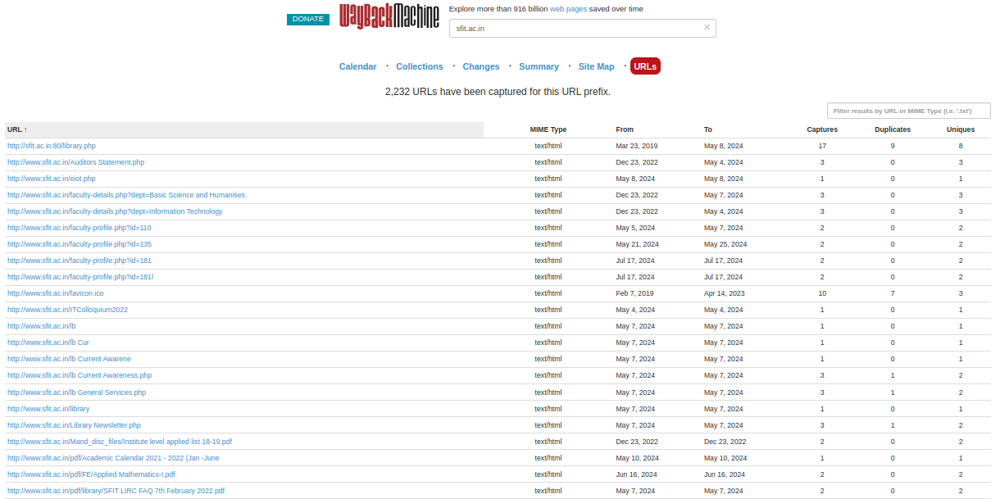 DONATE
WayBackMachine
Explore more than 916 billion web pages saved over time
sfit.ac.in ×
Calendar · Collections · Changes · Summary · Site Map · URLs
2,232 URLs have been captured for this URL prefix.
Filter results by URL or MIME Type (i.e. '.txt')
URL ↑ MIME Type From To Captures Duplicates Uniques
http://sfit.ac.in:80/library.php text/html Mar 23, 2019 May 8, 2024 17 9 8
http://www.sfit.ac.in/Auditors Statement.php text/html Dec 23, 2022 May 4, 2024 3 0 3
http://www.sfit.ac.in/eiot.php text/html May 8, 2024 May 8, 2024 1 0 1
http://www.sfit.ac.in/faculty-details.php?dept=Basic Science and Humanities text/html Dec 23, 2022 May 7, 2024 3 0 3
http://www.sfit.ac.in/faculty-details.php?dept=Information Technology text/html Dec 23, 2022 May 4, 2024 3 0 3
http://www.sfit.ac.in/faculty-profile.php?id=110 text/html May 5, 2024 May 7, 2024 2 0 2
http://www.sfit.ac.in/faculty-profile.php?id=135 text/html May 21, 2024 May 25, 2024 2 0 2
http://www.sfit.ac.in/faculty-profile.php?id=181 text/html Jul 17, 2024 Jul 17, 2024 2 0 2
http://www.sfit.ac.in/faculty-profile.php?id=181l text/html Jul 17, 2024 Jul 17, 2024 2 0 2
http://www.sfit.ac.in/favicon.ico text/html Feb 7, 2019 Apr 14, 2023 10 7 3
http://www.sfit.ac.in/ITColloquium2022 text/html May 4, 2024 May 4, 2024 1 0 1
http://www.sfit.ac.in/lb text/html May 7, 2024 May 7, 2024 1 0 1
http://www.sfit.ac.in/lb Cur text/html May 7, 2024 May 7, 2024 1 0 1
http://www.sfit.ac.in/lb Current Awarene text/html May 7, 2024 May 7, 2024 1 0 1
http://www.sfit.ac.in/lb Current Awareness.php text/html May 7, 2024 May 7, 2024 3 1 2
http://www.sfit.ac.in/lb General Services.php text/html May 7, 2024 May 7, 2024 3 1 2
http://www.sfit.ac.in/library text/html May 7, 2024 May 7, 2024 1 0 1
http://www.sfit.ac.in/Library Newsletter.php text/html May 7, 2024 May 7, 2024 3 1 2
http://www.sfit.ac.in/Mand_disc_files/Institute level applied list 18-19.pdf text/html Dec 23, 2022 Dec 23, 2022 2 0 2
http://www.sfit.ac.in/pdf/Academic Calendar 2021 - 2022 (Jan -June text/html May 10, 2024 May 10, 2024 1 0 1
http://www.sfit.ac.in/pdf/FE/Applied Mathematics-I.pdf text/html Jun 16, 2024 Jun 16, 2024 2 0 2
http://www.sfit.ac.in/pdf/library/SFIT LIRC FAQ 7th February 2022.pdf text/html May 7, 2024 May 7, 2024 2 0 2